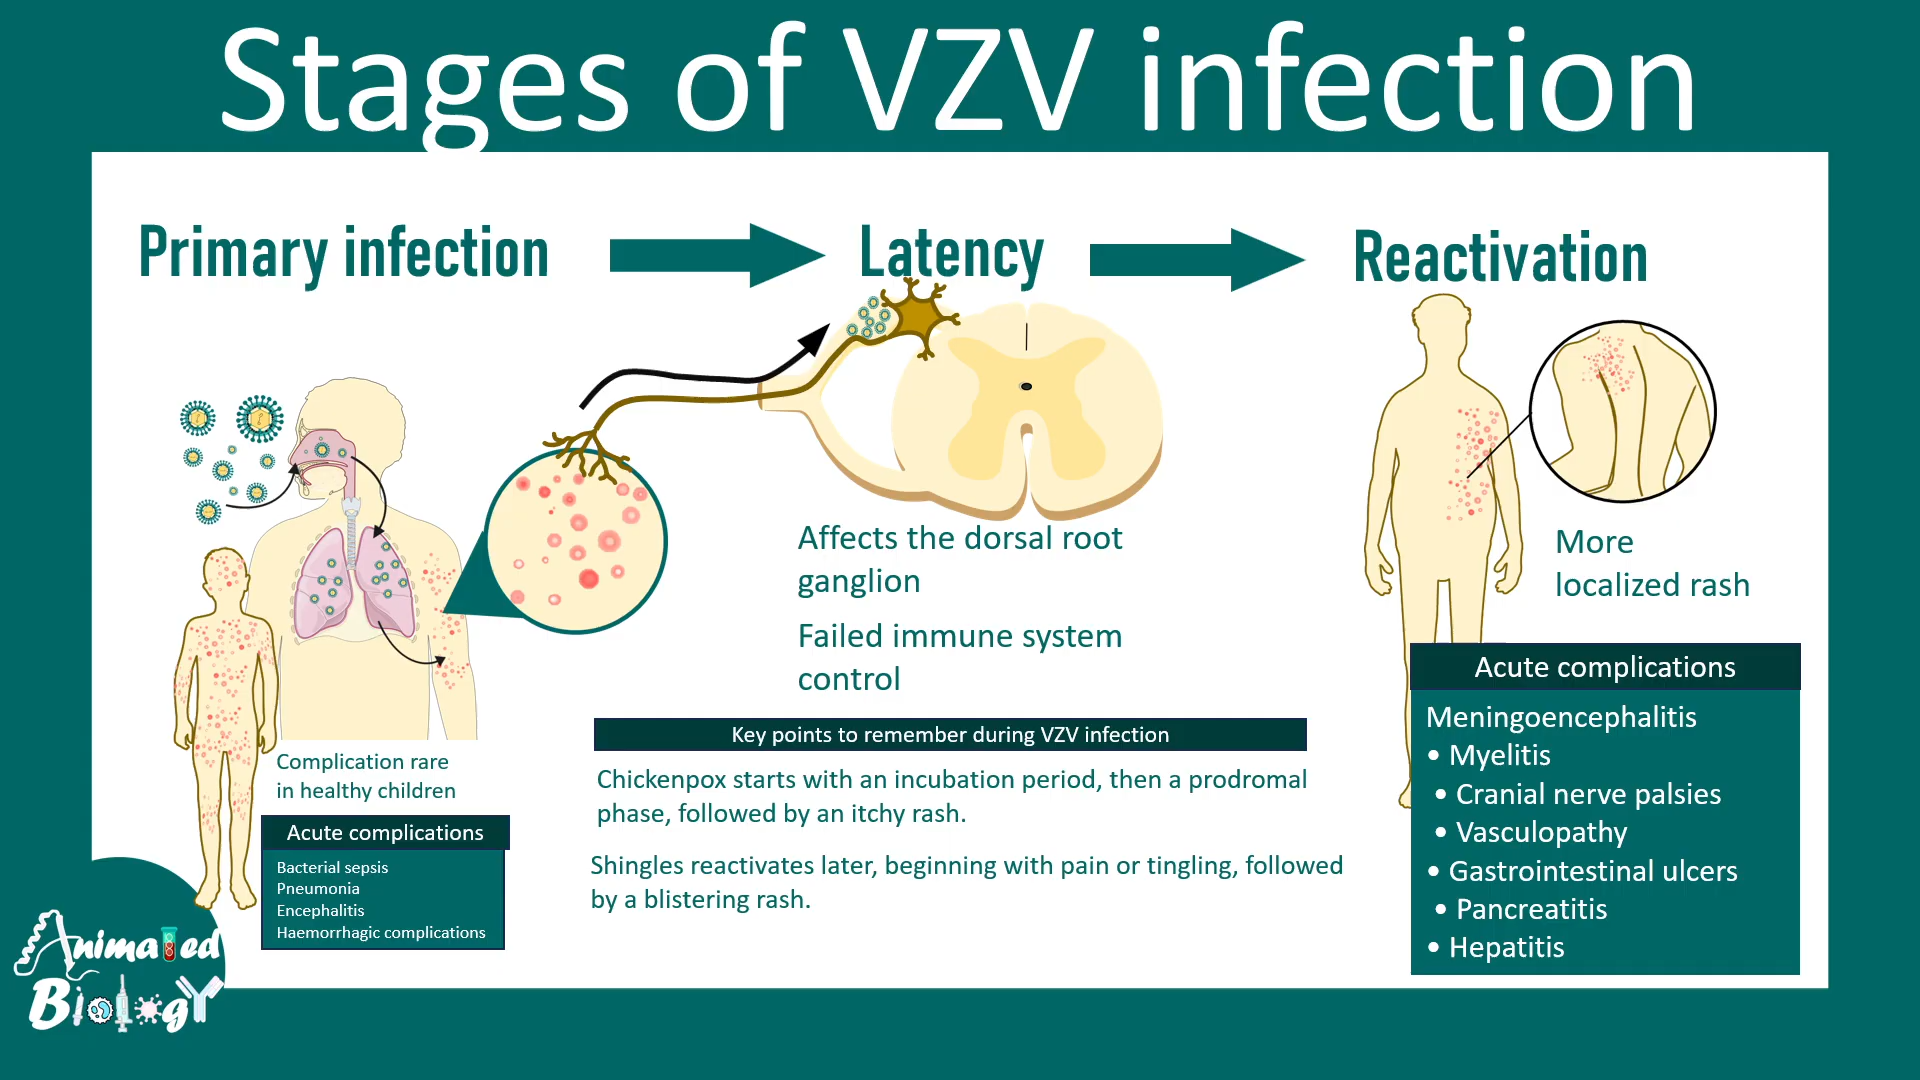 Stages of VZV infection
Primary infection
Latency
Reactivation
Affects the dorsal root
ganglion
Failed immune system
control
More
localized rash
Complication rare
in healthy children
Acute complications
Bacterial sepsis
Pneumonia
Encephalitis
Haemorrhagic complications
Key points to remember during VZV infection
Chickenpox starts with an incubation period, then a prodromal
phase, followed by an itchy rash.
Shingles reactivates later, beginning with pain or tingling, followed
by a blistering rash.
Acute complications
Meningoencephalitis
• Myelitis
• Cranial nerve palsies
• Vasculopathy
• Gastrointestinal ulcers
• Pancreatitis
• Hepatitis
Animated
Biology